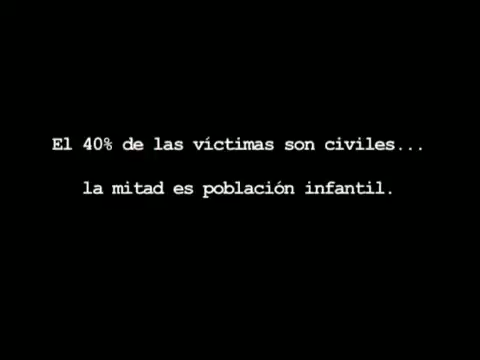 El 40% de las víctimas son civiles...
la mitad es población infantil.